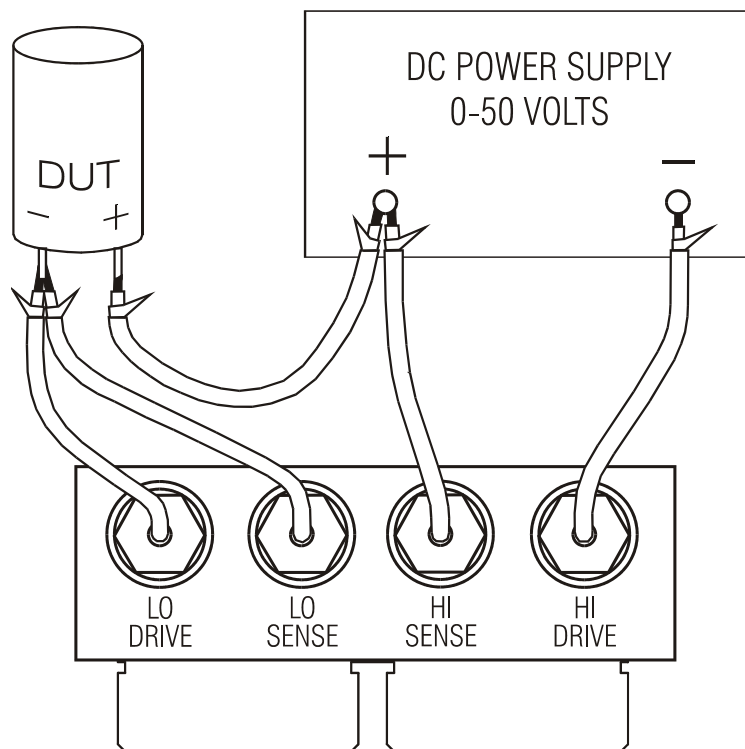 DC POWER SUPPLY
0-50 VOLTS
+
−
DUT
− +
LO
DRIVE
LO
SENSE
HI
SENSE
HI
DRIVE